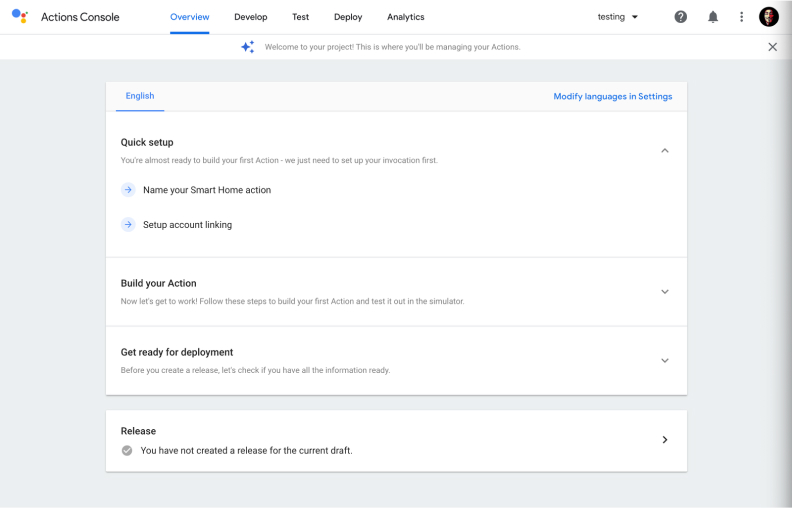 Actions Console
Overview Develop Test Deploy Analytics testing
Welcome to your project! This is where you'll be managing your Actions.
English Modify languages in Settings
Quick setup
You're almost ready to build your first Action - we just need to set up your invocation first.
Name your Smart Home action
Setup account linking
Build your Action
Now let's get to work! Follow these steps to build your first Action and test it out in the simulator.
Get ready for deployment
Before you create a release, let's check if you have all the information ready.
Release
You have not created a release for the current draft.